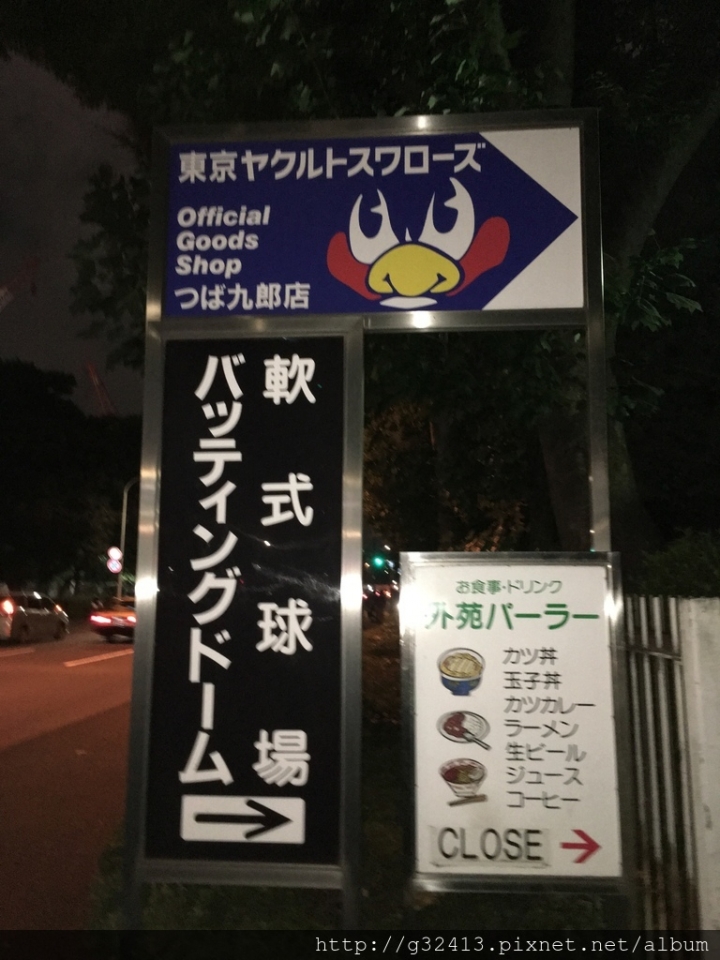 東京ヤクルトスワローズ
Official
Goods
Shop
つば九郎店
軟式球場
バッティングドーム
お食事・ドリンク
外苑パーラー
カツ丼
玉子丼
カツカレー
ラーメン
生ビール
ジュース
コーヒー
CLOSE
http://g32413.pixnet.net/album